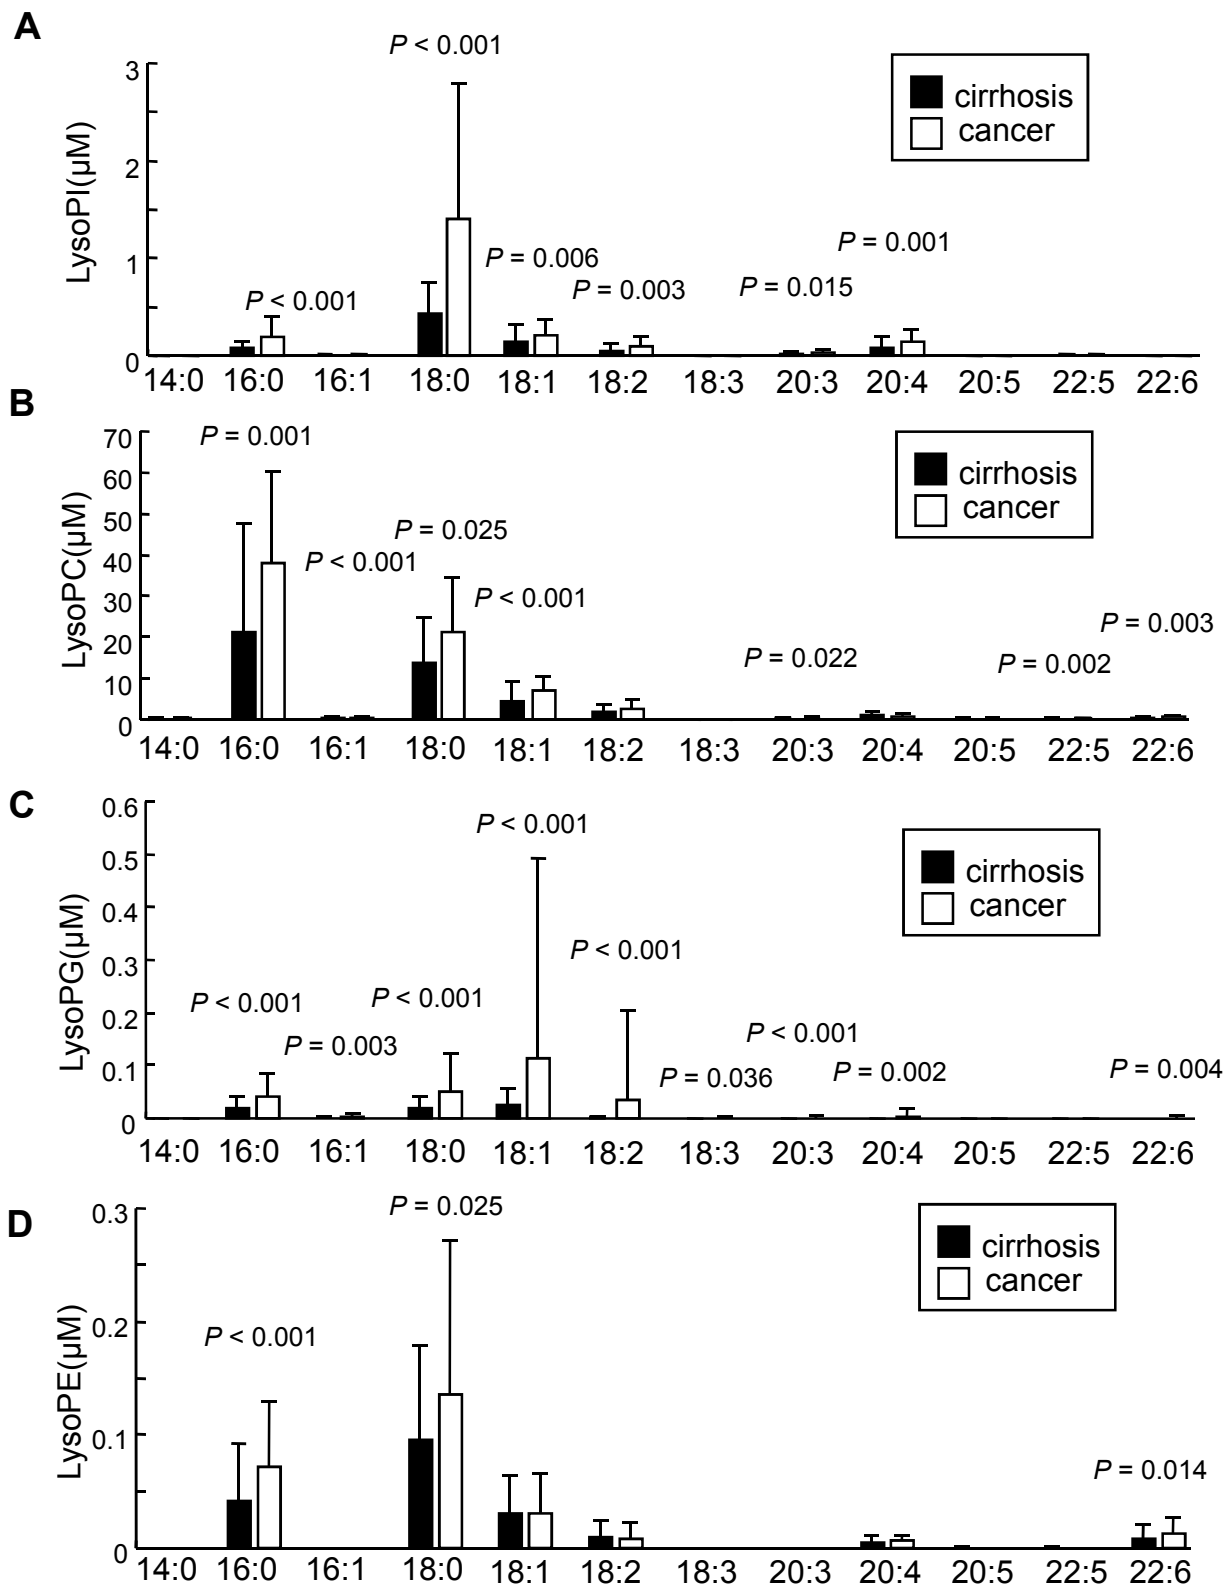 A
P < 0.001
3
cirrhosis
cancer
2
LysoPI(μM)
P = 0.001
P = 0.006
1
P = 0.003
P = 0.015
P < 0.001
0
14:0 16:0 16:1 18:0 18:1 18:2 18:3 20:3 20:4 20:5 22:5 22:6
B
70
P = 0.001
cirrhosis
cancer
60
50
P = 0.025
LysoPC(μM)
40
P < 0.001
30
P < 0.001
P = 0.003
20
P = 0.022
P = 0.002
10
0
14:0 16:0 16:1 18:0 18:1 18:2 18:3 20:3 20:4 20:5 22:5 22:6
C
0.6
P < 0.001
cirrhosis
cancer
0.5
0.4
LysoPG(μM)
P < 0.001
0.3
P < 0.001
P < 0.001
0.2
P < 0.001
P = 0.003
P = 0.036
P = 0.002
P = 0.004
0.1
0
14:0 16:0 16:1 18:0 18:1 18:2 18:3 20:3 20:4 20:5 22:5 22:6
D
0.3
P = 0.025
cirrhosis
cancer
0.2
P < 0.001
LysoPE(μM)
0.1
P = 0.014
0
14:0 16:0 16:1 18:0 18:1 18:2 18:3 20:3 20:4 20:5 22:5 22:6